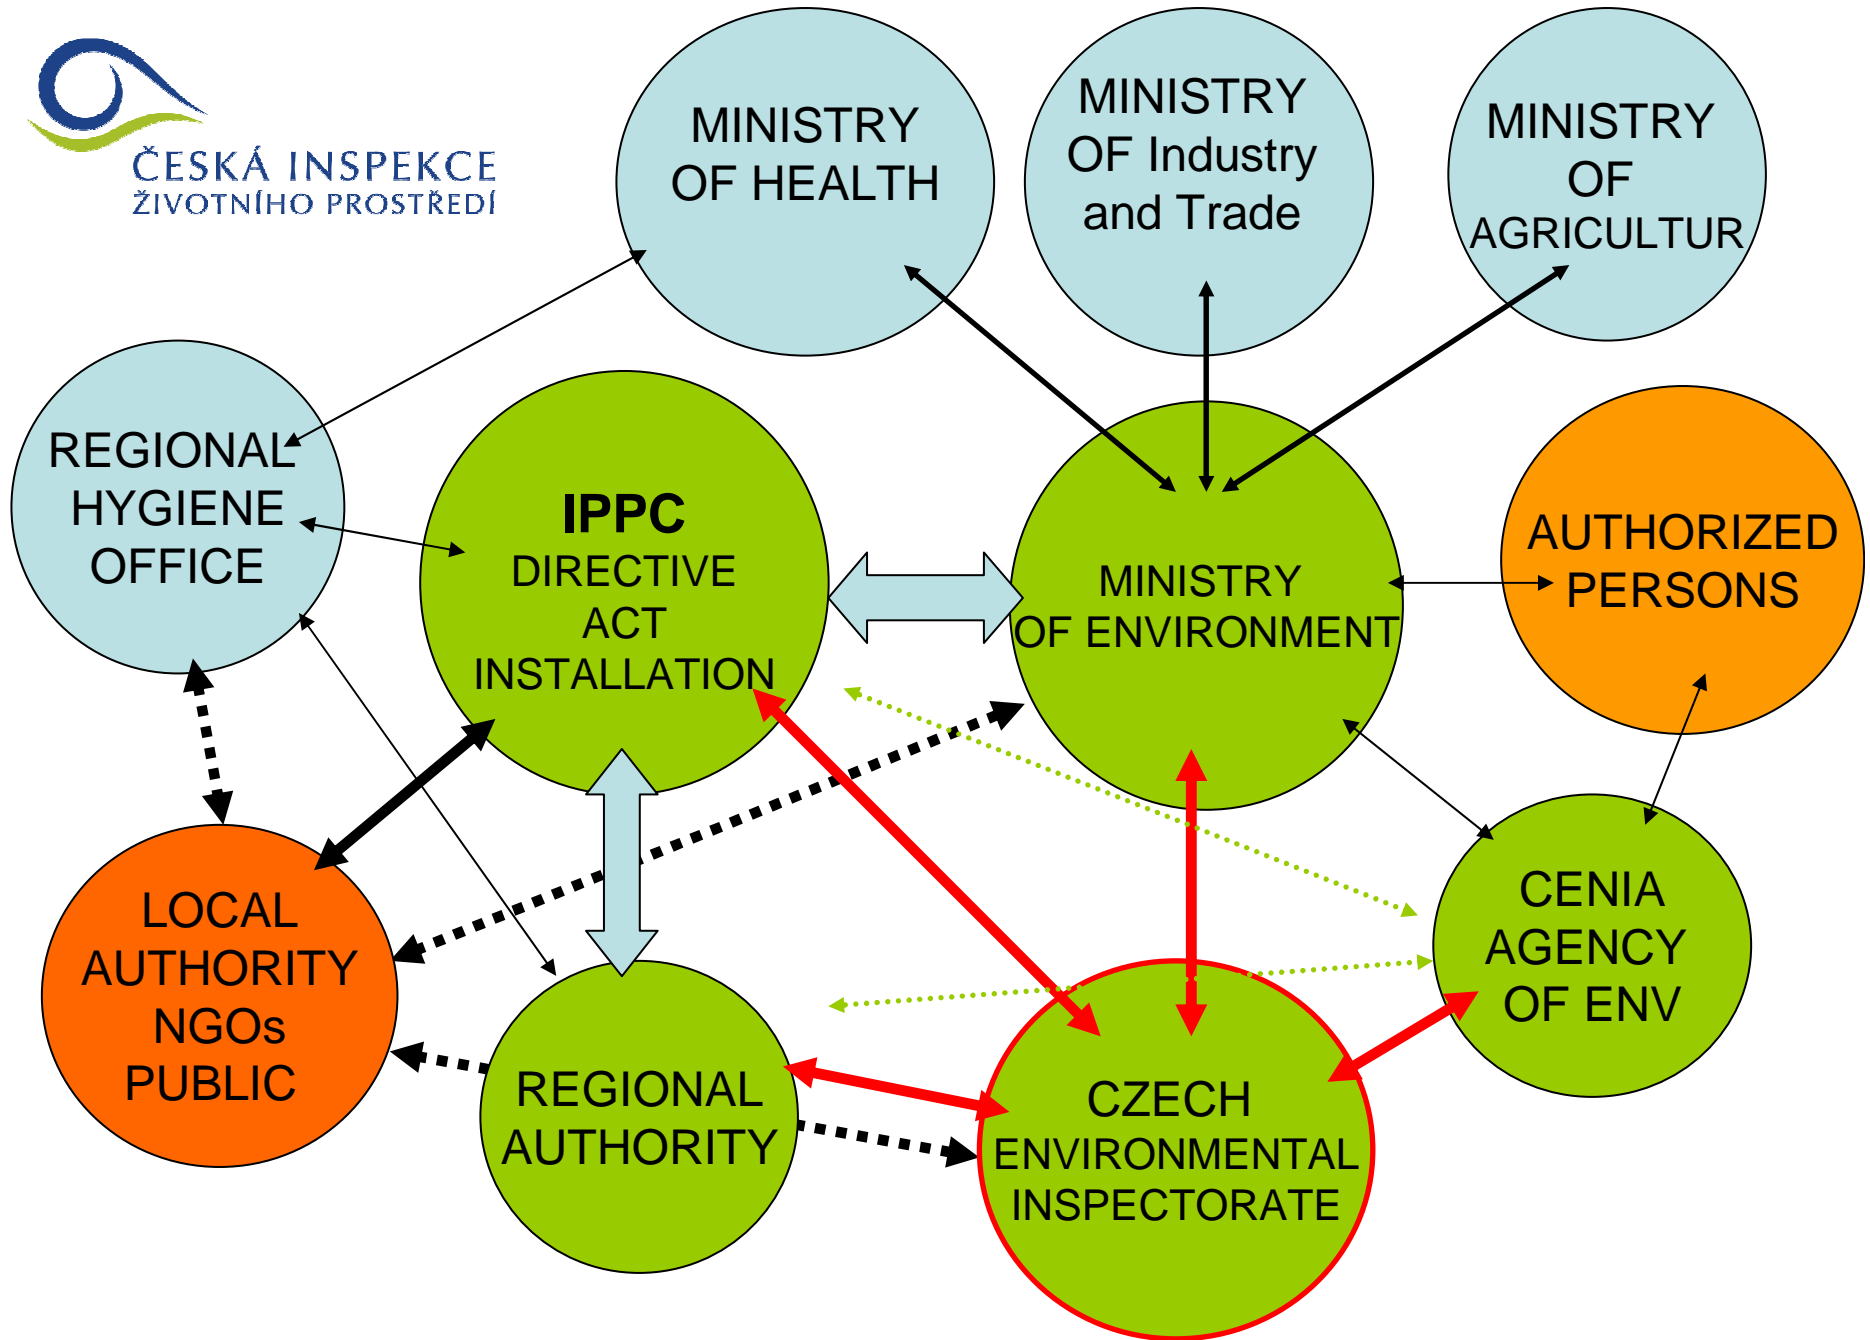 ČESKÁ INSPEKCE
ŽIVOTNÍHO PROSTŘEDÍ
MINISTRY
OF HEALTH
MINISTRY
OF Industry
and Trade
MINISTRY
OF
AGRICULTUR
REGIONAL
HYGIENE
OFFICE
IPPC
DIRECTIVE
ACT
INSTALLATION
MINISTRY
OF ENVIRONMENT
AUTHORIZED
PERSONS
LOCAL
AUTHORITY
NGOs
PUBLIC
REGIONAL
AUTHORITY
CZECH
ENVIRONMENTAL
INSPECTORATE
CENIA
AGENCY
OF ENV